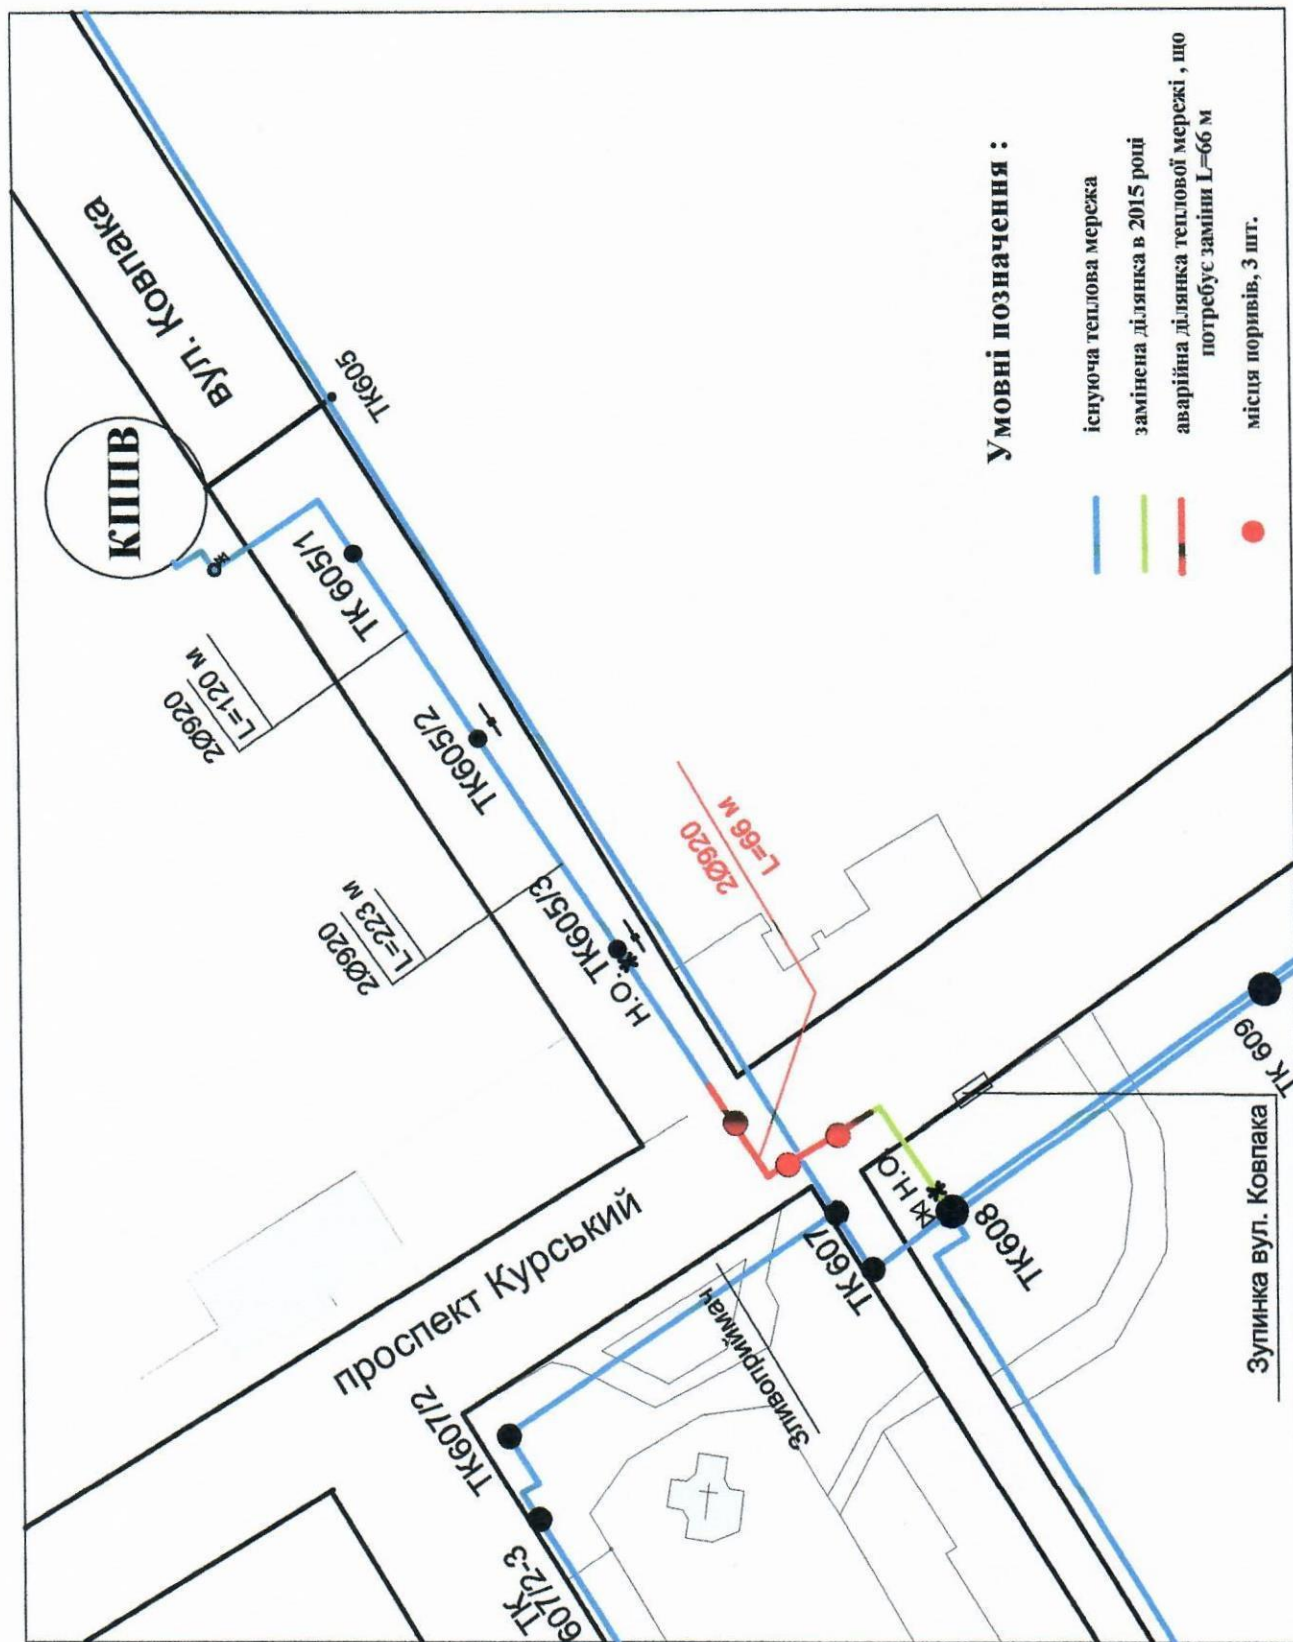 КППВ
вул. Ковпака
ТК605
ТК 605/1
2Ø920
L=120 м
ТК605/2
2Ø920
L=223 м
Н.О. ТК605/3
2Ø920
L=66 м
проспект Курський
ТК607/2
ТК
607/2-3
Зливоприймач
ТК 607
Н.О.
ТК608
ТК 609
Зупинка вул. Ковпака
Умовні позначення :
існуюча теплова мережа
замінена ділянка в 2015 році
аварійна ділянка теплової мережі , що
потребує заміни L=66 м
місця поривів, 3 шт.